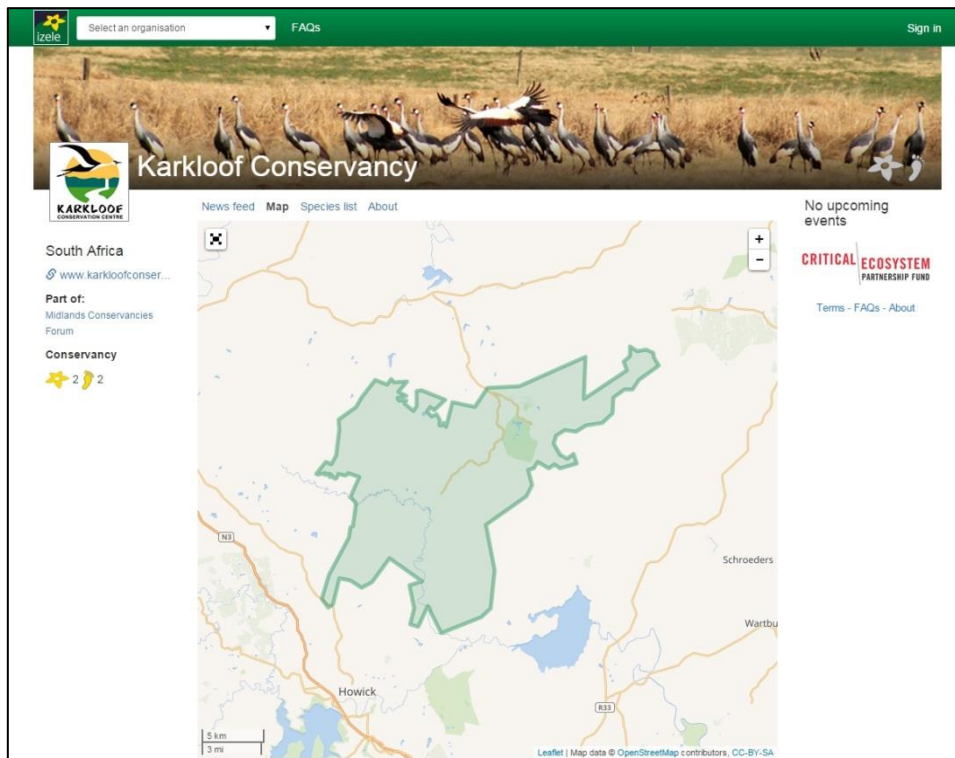 izele
Select an organisation
FAQs
Sign in
Karkloof Conservancy
KARKLOOF
CONSERVATION CENTRE
South Africa
www.karkloofconser...
Part of:
Midlands Conservancies
Forum
Conservancy
2 2
News feed Map Species list About
+
−
N3
Schroeders
Wartbu
Howick
R33
5 km
3 mi
Leaflet | Map data © OpenStreetMap contributors, CC-BY-SA
No upcoming
events
CRITICAL ECOSYSTEM
PARTNERSHIP FUND
Terms - FAQs - About